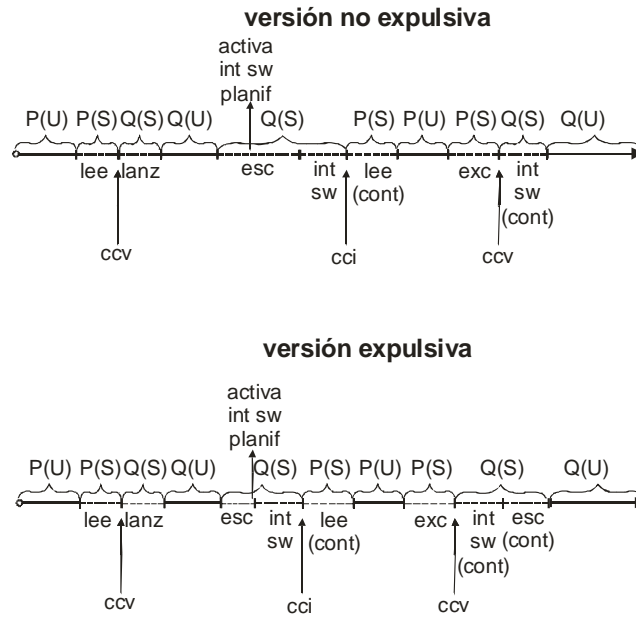 versión no expulsiva
activa
int sw
planif
P(U) P(S) Q(S) Q(U) Q(S) P(S) P(U) P(S) Q(S) Q(U)
lee lanz esc int lee exc int
sw (cont) sw
(cont)
ccv cci ccv
versión expulsiva
activa
int sw
planif
P(U) P(S) Q(S) Q(U) Q(S) P(S) P(U) P(S) Q(S) Q(U)
lee lanz esc int lee exc int esc
sw (cont) sw (cont)
(cont)
ccv cci ccv